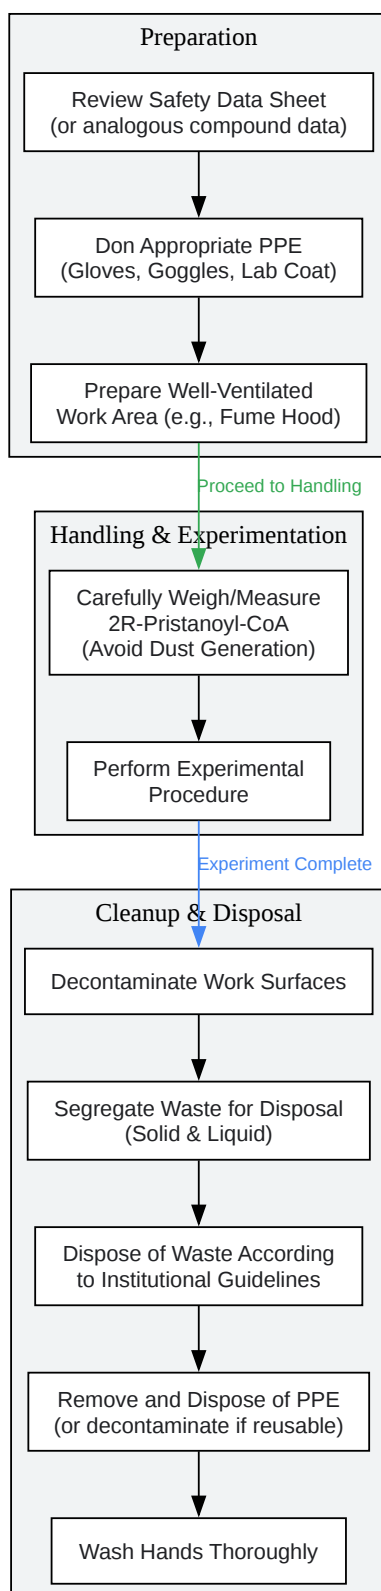 Preparation
Review Safety Data Sheet
(or analogous compound data)
Don Appropriate PPE
(Gloves, Goggles, Lab Coat)
Prepare Well-Ventilated
Work Area (e.g., Fume Hood)
Proceed to Handling
Handling & Experimentation
Carefully Weigh/Measure
2R-Pristanoyl-CoA
(Avoid Dust Generation)
Perform Experimental
Procedure
Experiment Complete
Cleanup & Disposal
Decontaminate Work Surfaces
Segregate Waste for Disposal
(Solid & Liquid)
Dispose of Waste According
to Institutional Guidelines
Remove and Dispose of PPE
(or decontaminate if reusable)
Wash Hands Thoroughly